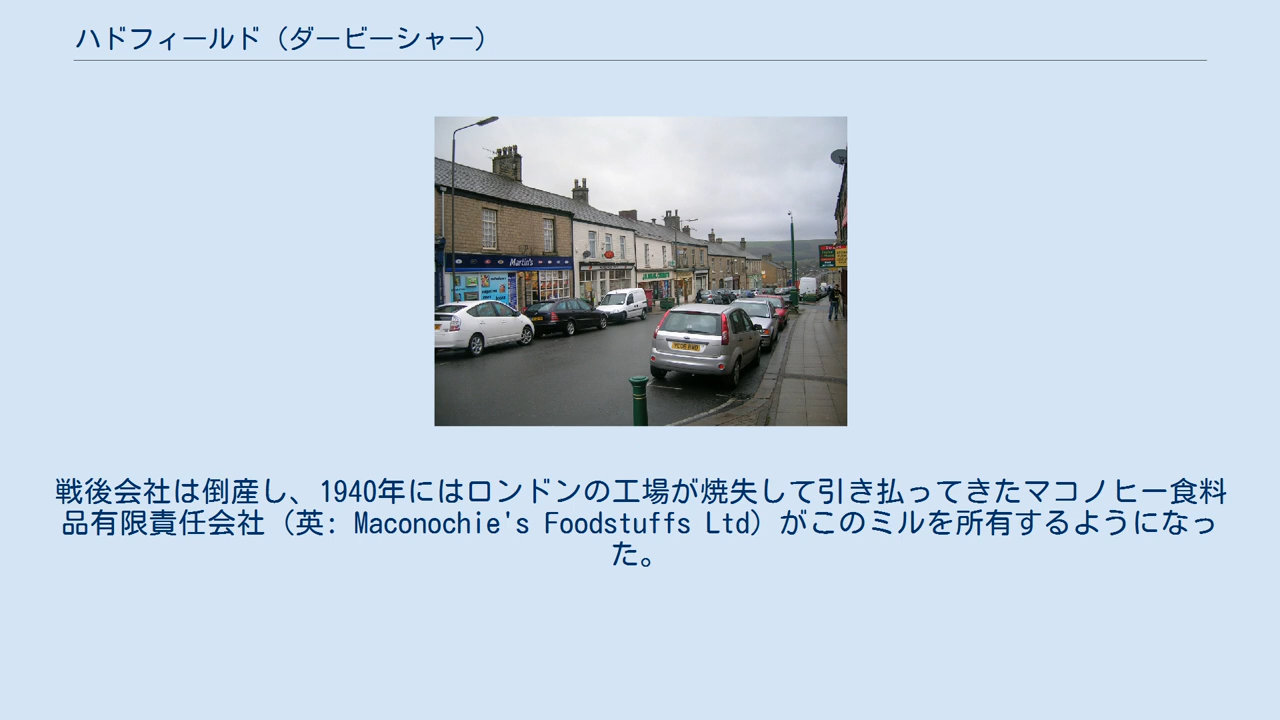 ハドフィールド（ダービーシャー）
Martin's
戦後会社は倒産し、1940年にはロンドンの工場が焼失して引き払ってきたマコノヒー食料
品有限責任会社（英: Maconochie's Foodstuffs Ltd）がこのミルを所有するようになっ
た。